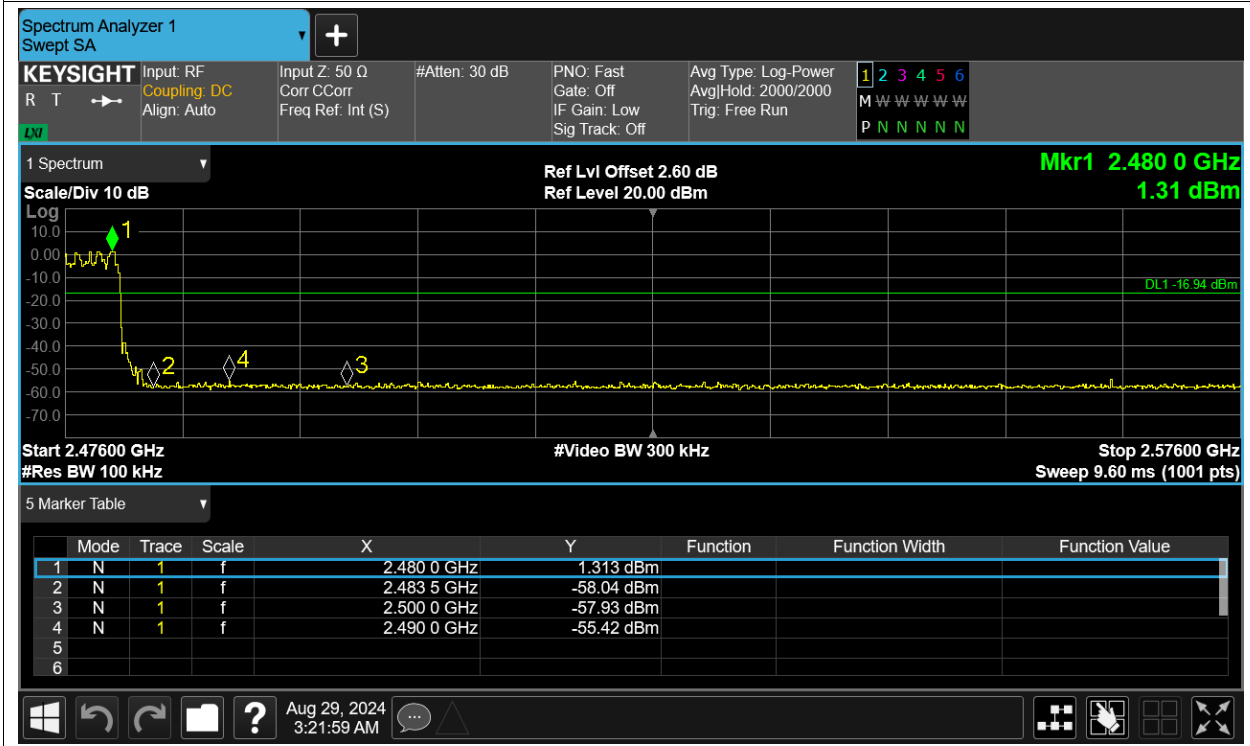 Spectrum Analyzer 1
Swept SA
KEYSIGHT Input: RF Input Z: 50 Ω #Atten: 30 dB PNO: Fast Avg Type: Log-Power 1 2 3 4 5 6
R T Coupling: DC Corr CCorr Gate: Off Avg|Hold: 2000/2000 M W W W W W
Align: Auto Freq Ref: Int (S) IF Gain: Low Trig: Free Run
LXI Sig Track: Off P N N N N N
1 Spectrum Ref Lvl Offset 2.60 dB Mkr1 2.480 0 GHz
Scale/Div 10 dB Ref Level 20.00 dBm 1.31 dBm
Log
10.0 1
0.00
-10.0
DL1 -16.94 dBm
-20.0
-30.0
-40.0
-50.0 2 4 3
-60.0
-70.0
Start 2.47600 GHz #Video BW 300 kHz Stop 2.57600 GHz
#Res BW 100 kHz Sweep 9.60 ms (1001 pts)
5 Marker Table
Mode Trace Scale X Y Function Function Width Function Value
1 N 1 f 2.480 0 GHz 1.313 dBm
2 N 1 f 2.483 5 GHz -58.04 dBm
3 N 1 f 2.500 0 GHz -57.93 dBm
4 N 1 f 2.490 0 GHz -55.42 dBm
5
6
? Aug 29, 2024
3:21:59 AM